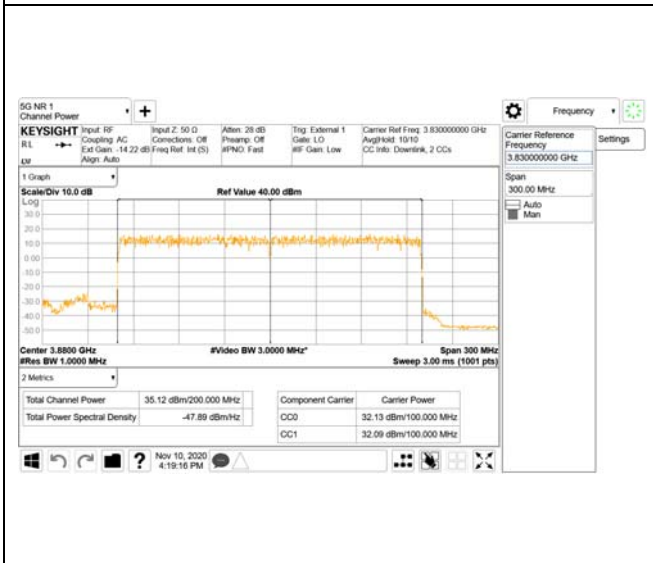 5G NR 1
Channel Power
+
Frequency
KEYSIGHT
RL
Input: RF
Coupling: AC
Ext Gain: -14.22 dB
Align: Auto
Input Z: 50 Ω
Corrections: Off
Freq Ref: Int (S)
Atten: 28 dB
Preamp: Off
#PNO: Fast
Trig: External 1
Gate: LO
#IF Gain: Low
Carrier Ref Freq: 3.830000000 GHz
Avg|Hold: 10/10
CC Info: Downlink, 2 CCs
Carrier Reference
Frequency
3.830000000 GHz
Settings
Span
300.00 MHz
Auto
Man
1 Graph
Scale/Div 10.0 dB
Ref Value 40.00 dBm
Log
30.0
20.0
10.0
0.00
-10.0
-20.0
-30.0
-40.0
-50.0
Center 3.8800 GHz
#Video BW 3.0000 MHz*
Span 300 MHz
#Res BW 1.0000 MHz
Sweep 3.00 ms (1001 pts)
2 Metrics
Total Channel Power 35.12 dBm/200.000 MHz
Total Power Spectral Density -47.89 dBm/Hz
Component Carrier Carrier Power
CC0 32.13 dBm/100.000 MHz
CC1 32.09 dBm/100.000 MHz
?
Nov 10, 2020
4:19:16 PM